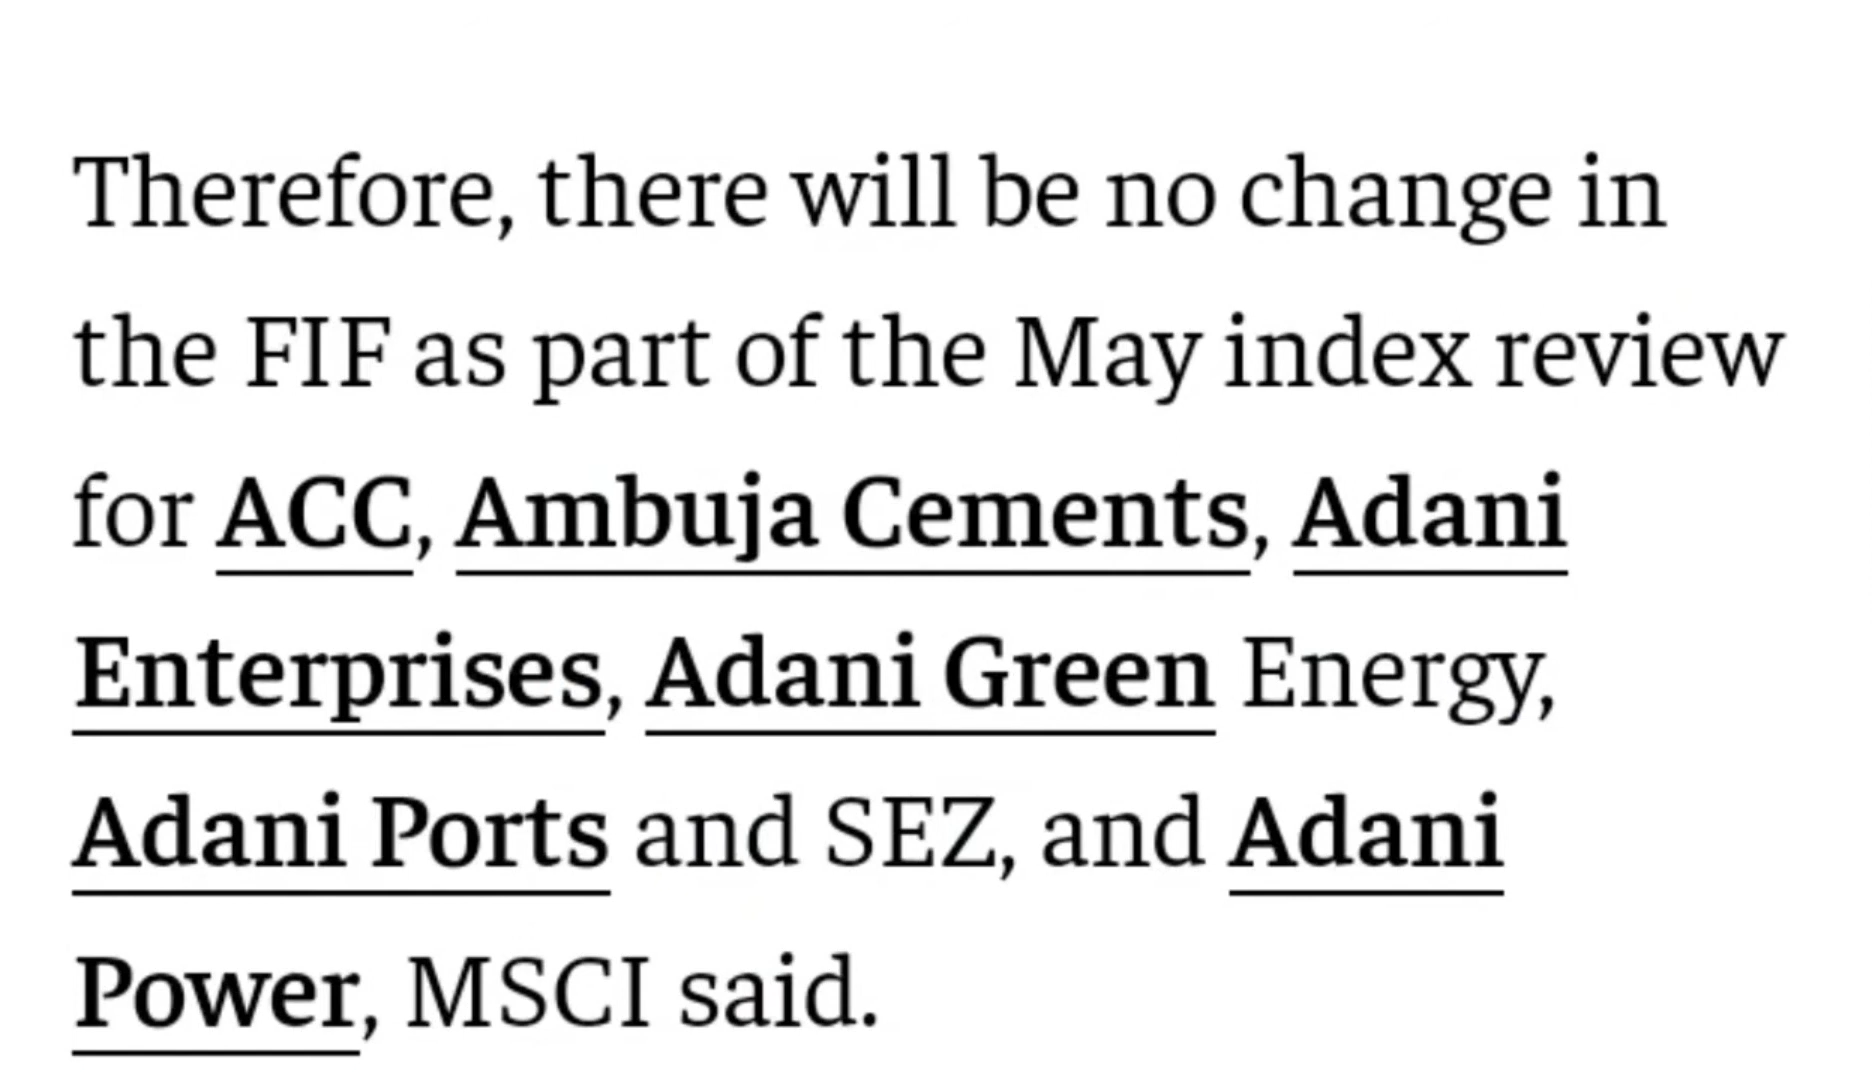 Therefore, there will be no change in
the FIF as part of the May index review
for ACC, Ambuja Cements, Adani
Enterprises, Adani Green Energy,
Adani Ports and SEZ, and Adani
Power, MSCI said.